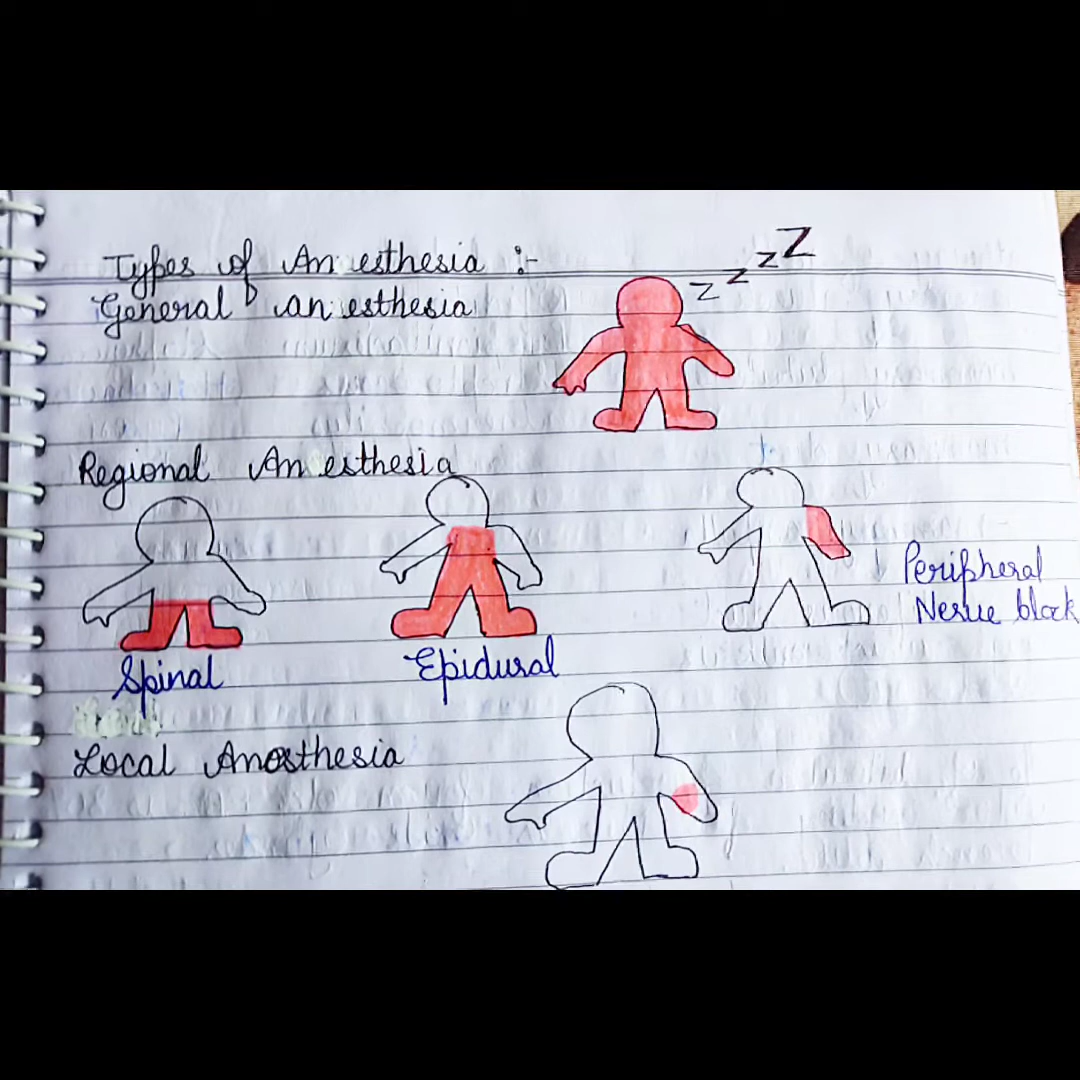 Types of Anesthesia :-
z z z Z
General anesthesia
Regional Anesthesia
Peripheral
Nerve block
Spinal
Epidural
Local Anesthesia